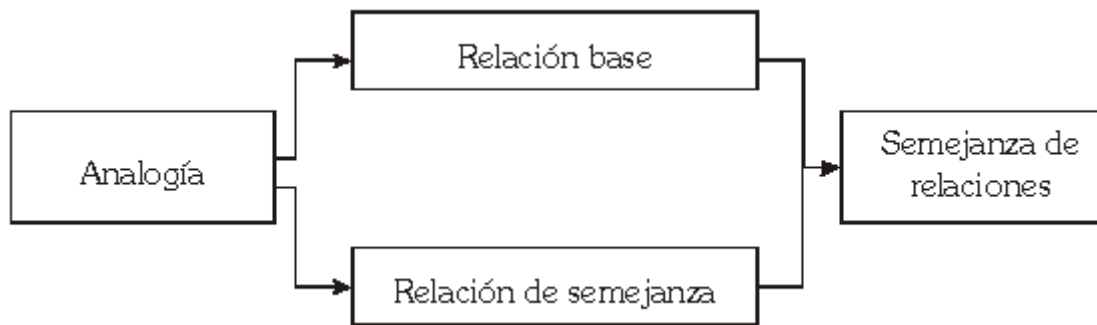 Relación base
Analogía
Semejanza de
relaciones
Relación de semejanza